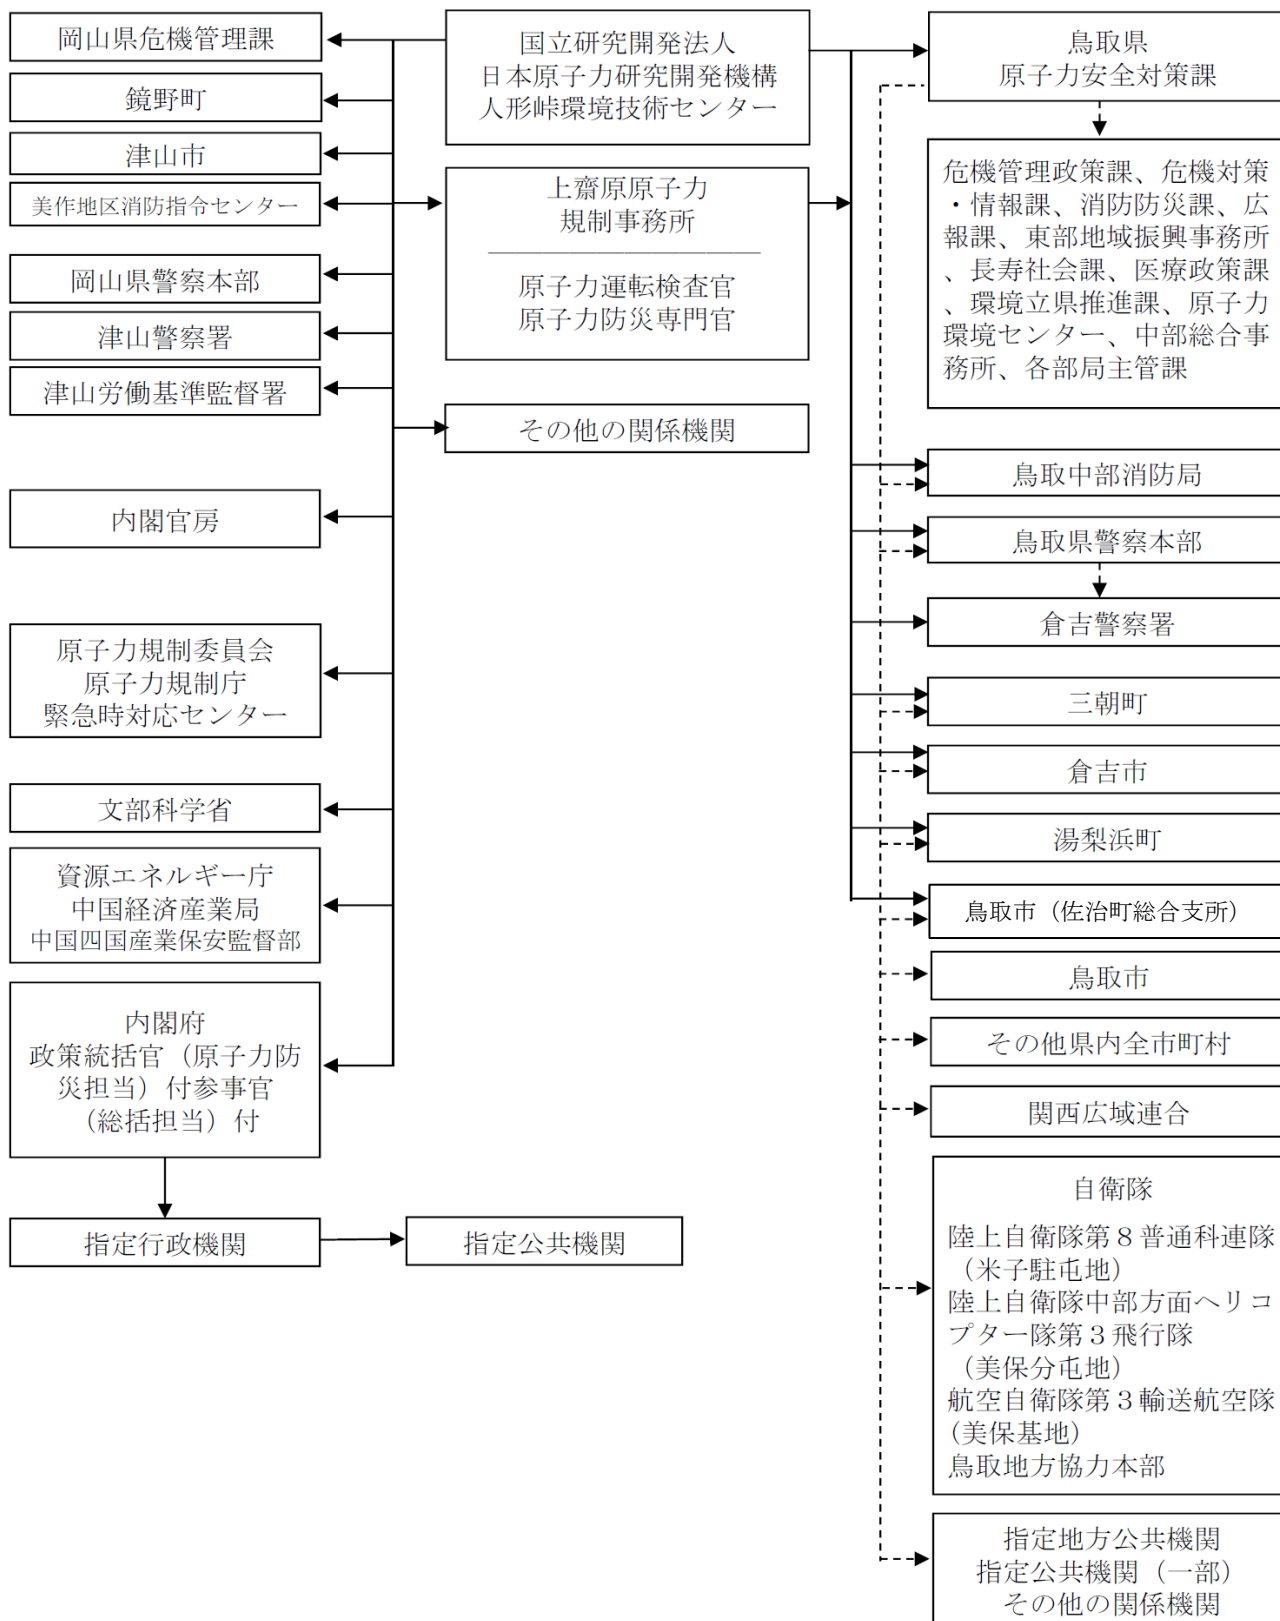 岡山県危機管理課
鏡野町
津山市
美作地区消防指令センター
岡山県警察本部
津山警察署
津山労働基準監督署
内閣官房
原子力規制委員会
原子力規制庁
緊急時対応センター
文部科学省
資源エネルギー庁
中国経済産業局
中国四国産業保安監督部
内閣府
政策統括官（原子力防
災担当）付参事官
（総括担当）付
指定行政機関
指定公共機関
国立研究開発法人
日本原子力研究開発機構
人形峠環境技術センター
上齋原原子力
規制事務所
原子力運転検査官
原子力防災専門官
その他の関係機関
鳥取県
原子力安全対策課
危機管理政策課、危機対策
・情報課、消防防災課、広
報課、東部地域振興事務所
、長寿社会課、医療政策課
、環境立県推進課、原子力
環境センター、中部総合事
務所、各部局主管課
鳥取中部消防局
鳥取県警察本部
倉吉警察署
三朝町
倉吉市
湯梨浜町
鳥取市（佐治町総合支所）
鳥取市
その他県内全市町村
関西広域連合
自衛隊
陸上自衛隊第８普通科連隊
（米子駐屯地）
陸上自衛隊中部方面ヘリコ
プター隊第３飛行隊
（美保分屯地）
航空自衛隊第３輸送航空隊
（美保基地）
鳥取地方協力本部
指定地方公共機関
指定公共機関（一部）
その他の関係機関